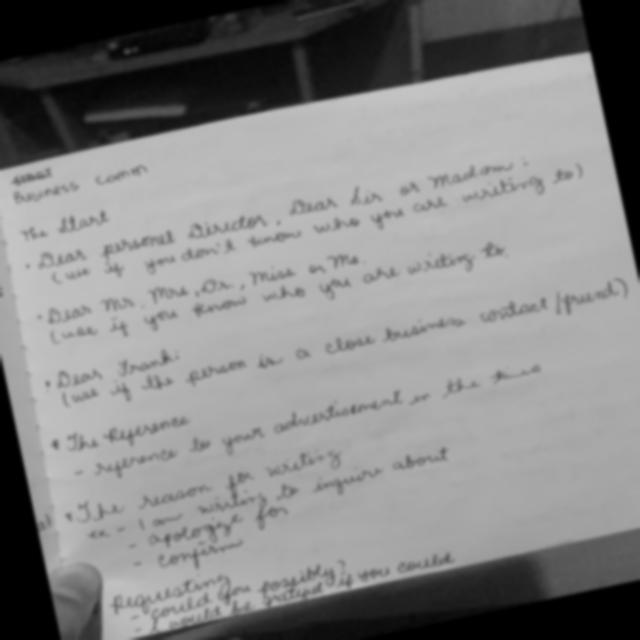 Business Comm
The Start
• Dear personnel Director, Dear Sir or Madam:
(use if you don't know who you are writing to)
• Dear Mr, Mrs, Dr, Miss or Ms.
(use if you know who you are writing to.
• Dear Frank:
(use if the person is a close business contact/friend)
• The Reference
- reference to your advertisement in the time
• The reason for writing
ex - I am writing to inquire about
- apologize for
- confirm
Requlating
- could you possibly?
- I would be grateful if you could